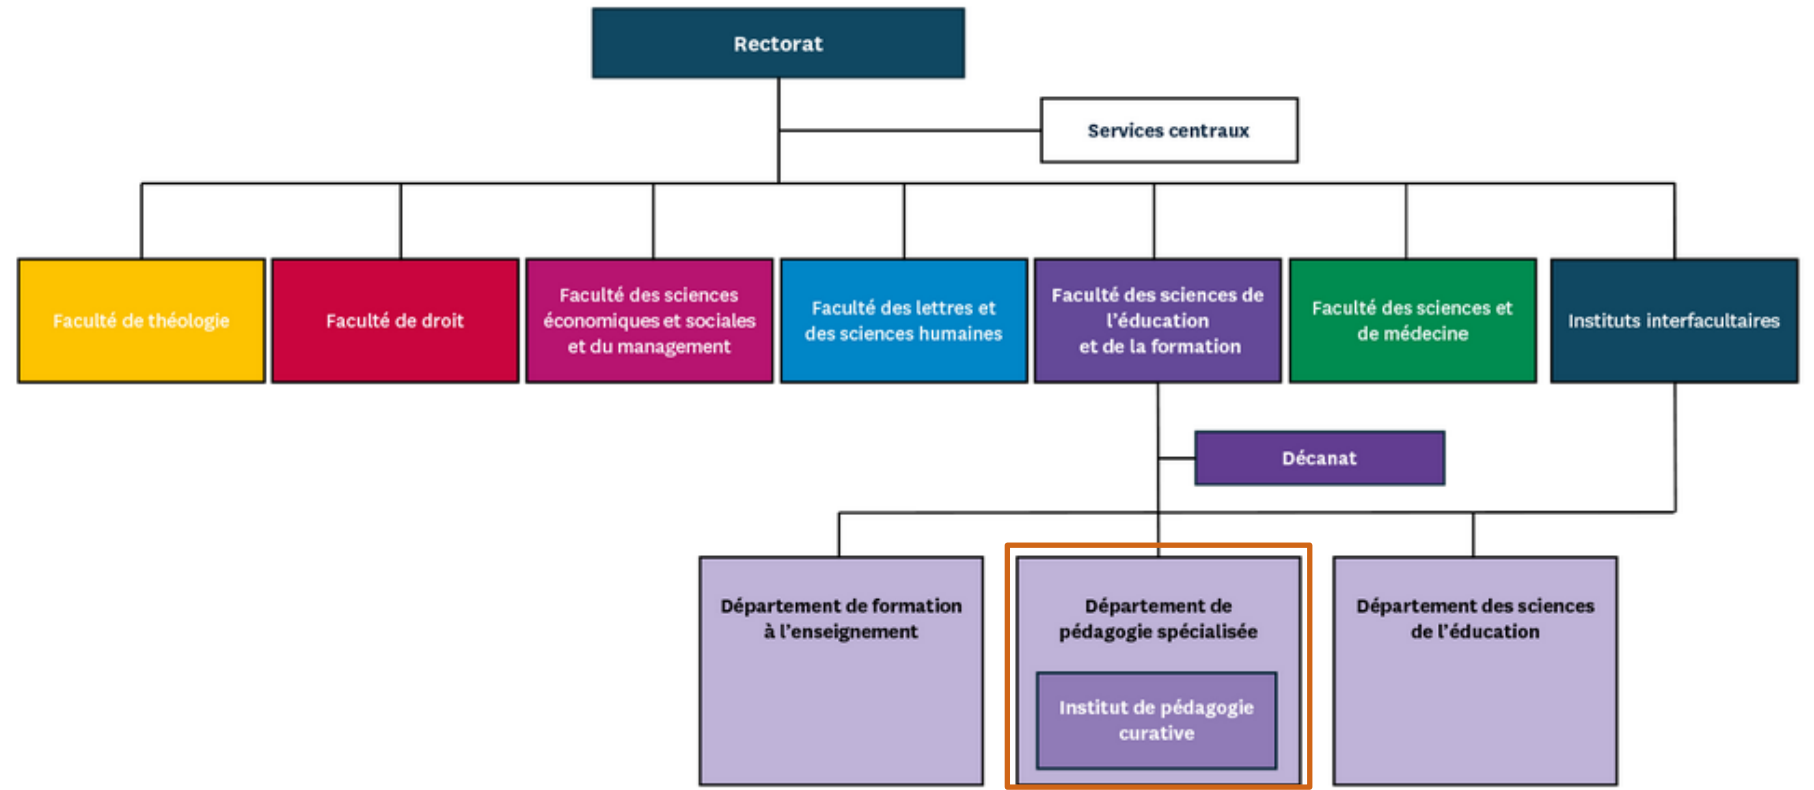 Rectorat
Services centraux
Faculté de théologie
Faculté de droit
Faculté des sciences
économiques et sociales
et du management
Faculté des lettres et
des sciences humaines
Faculté des sciences de
l'éducation
et de la formation
Faculté des sciences et
de médecine
Instituts interfacultaires
Décanat
Département de formation
à l'enseignement
Département de
pédagogie spécialisée
Institut de pédagogie
curative
Département des sciences
de l'éducation